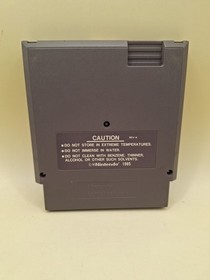 CAUTION
● DO NOT STORE IN EXTREME TEMPERATURES.
● DO NOT IMMERSE IN WATER.
● DO NOT CLEAN WITH BENZENE, THINNER,
ALCOHOL OR OTHER SUCH SOLVENTS.
Nintendo